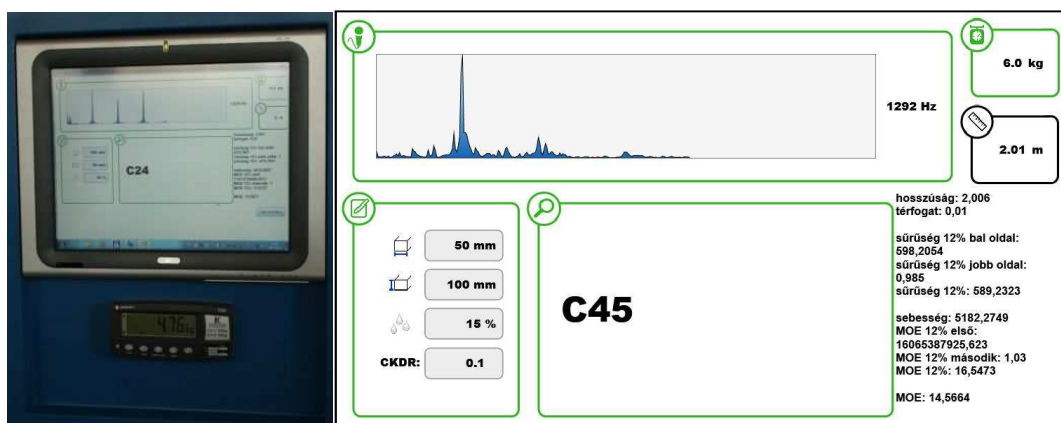 C24
4.76
1292 Hz
6.0 kg
2.01 m
50 mm
100 mm
15 %
CKDR: 0.1
C45
hosszúság: 2,006
térfogat: 0,01
sűrűség 12% bal oldal:
598,2054
sűrűség 12% jobb oldal:
0,985
sűrűség 12%: 589,2323
sebesség: 5182,2749
MOE 12% első:
16065387925,623
MOE 12% második: 1,03
MOE 12%: 16,5473
MOE: 14,5664